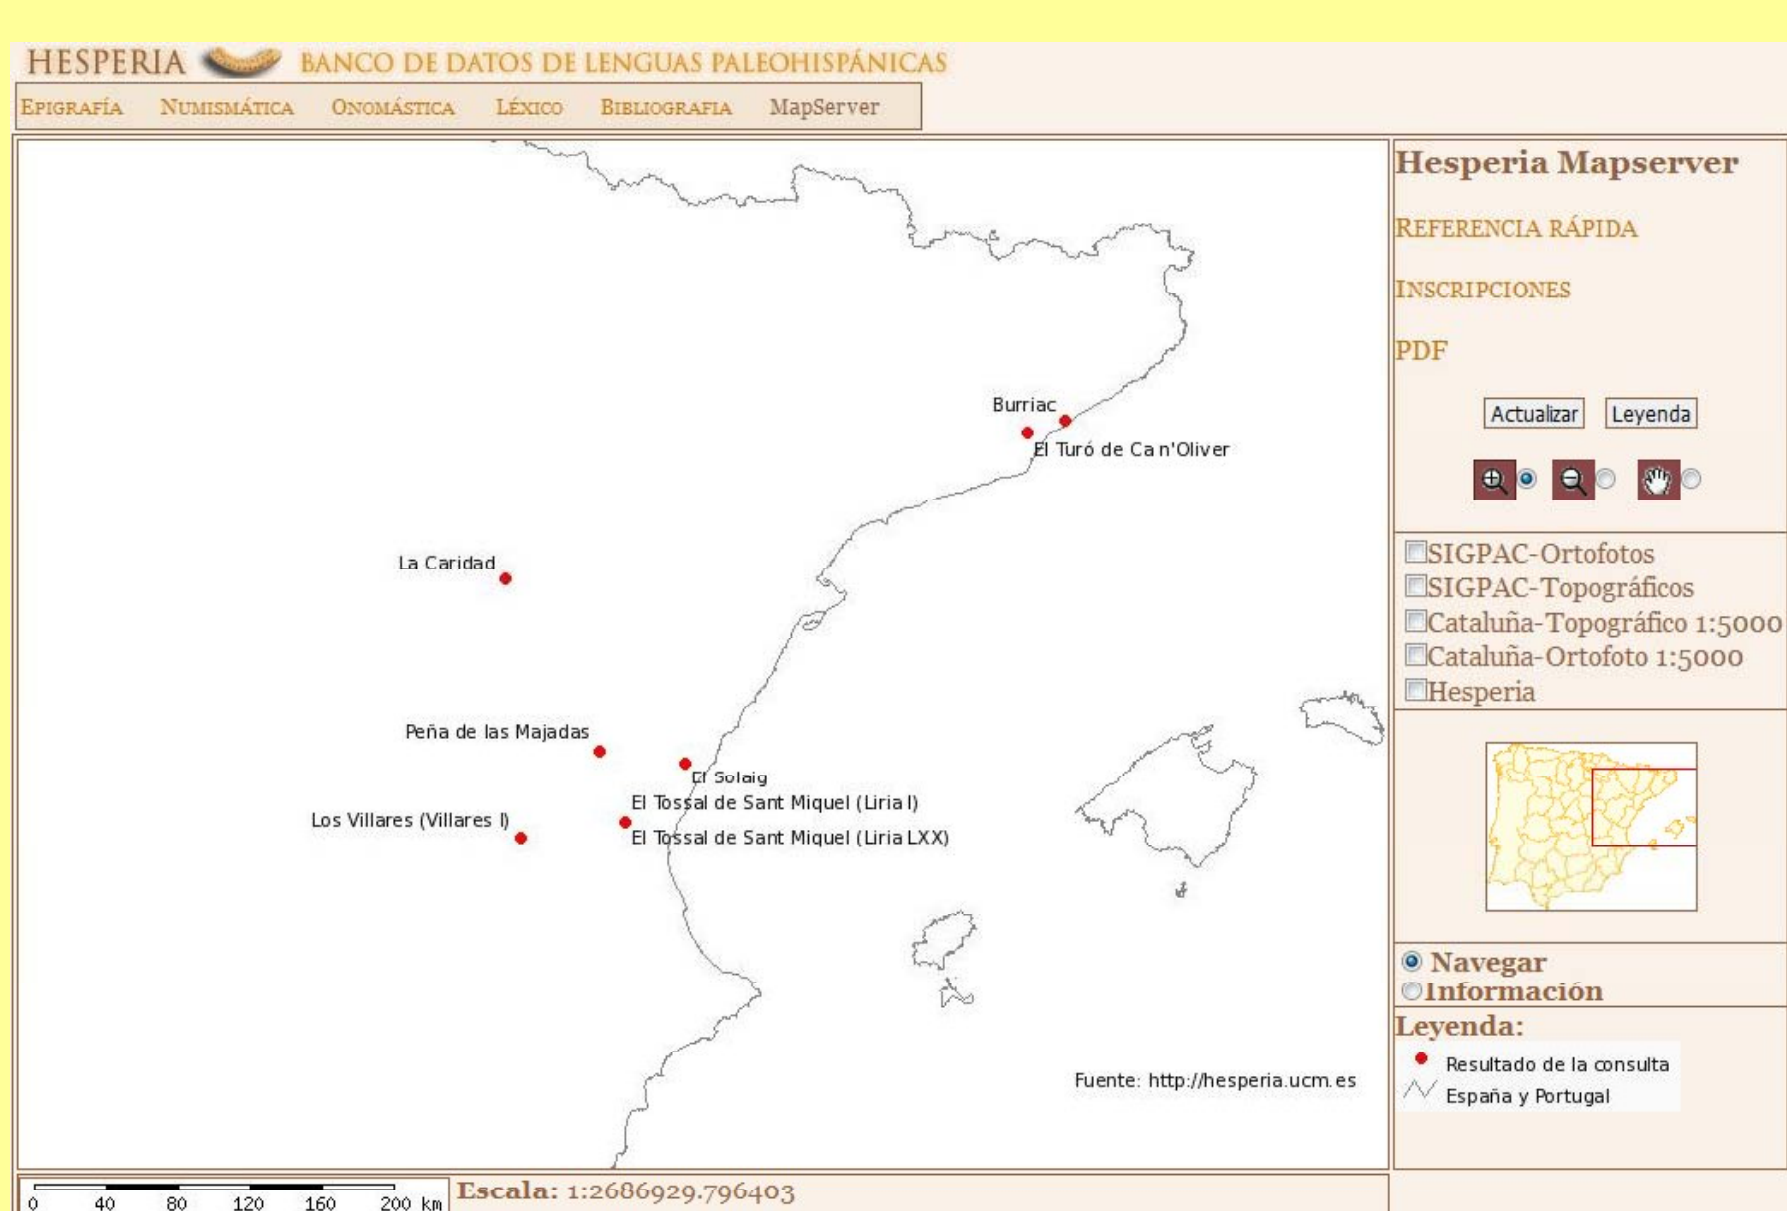 HESPERIA BANCO DE DATOS DE LENGUAS PALEOHISPÁNICAS
EPIGRAFÍA NUMISMÁTICA ONOMÁSTICA LÉXICO BIBLIOGRAFIA MapServer
Burriac
El Turó de Ca n'Oliver
La Caridad
Peña de las Majadas
El Solaig
El Tossal de Sant Miquel (Liria I)
Los Villares (Villares I)
El Tossal de Sant Miquel (Liria LXX)
Fuente: http://hesperia.ucm.es
0 40 80 120 160 200 km
Escala: 1:2686929.796403
Hesperia Mapserver
REFERENCIA RÁPIDA
INSCRIPCIONES
PDF
Actualizar Leyenda
SIGPAC-Ortofotos
SIGPAC-Topográficos
Cataluña-Topográfico 1:5000
Cataluña-Ortofoto 1:5000
Hesperia
Navegar
Información
Leyenda:
Resultado de la consulta
España y Portugal